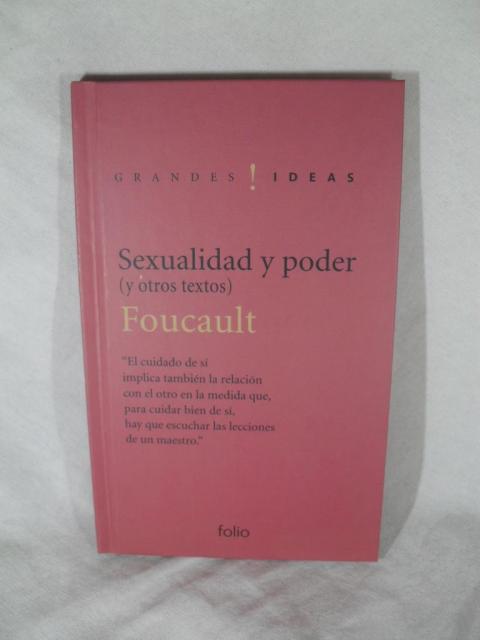 GRANDES ! IDEAS
Sexualidad y poder
(y otros textos)
Foucault
"El cuidado de sí
implica también la relación
con el otro en la medida que,
para cuidar bien de sí,
hay que escuchar las lecciones
de un maestro."
folio